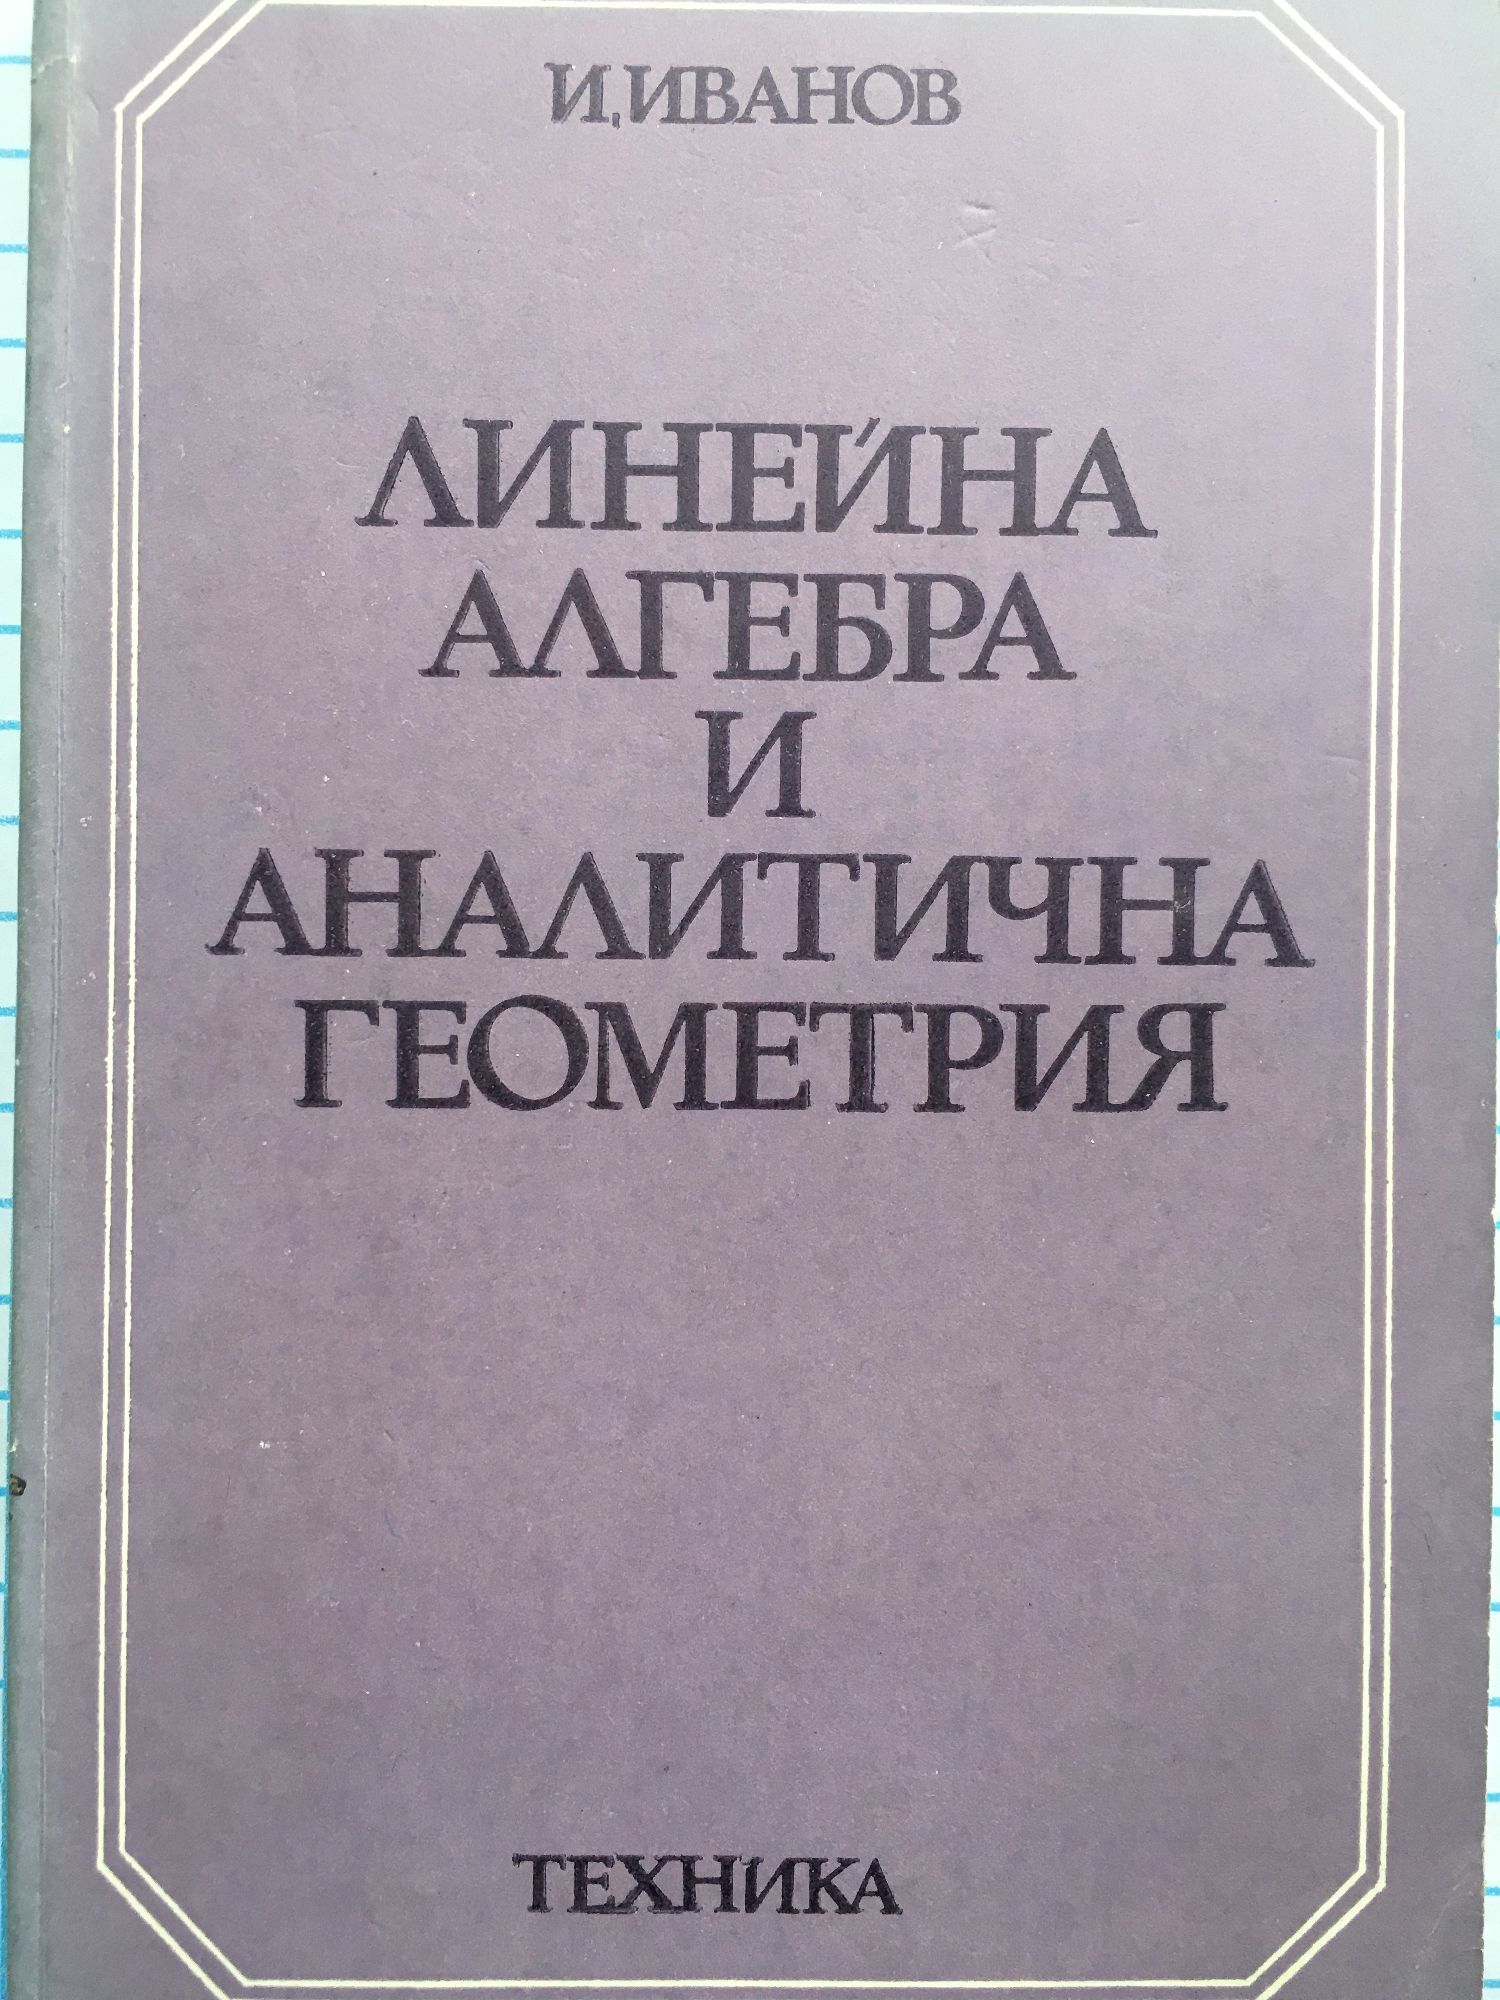 И. ИВАНОВ
ЛИНЕЙНА
АЛГЕБРА
И
АНАЛИТИЧНА
ГЕОМЕТРИЯ
ТЕХНИКА